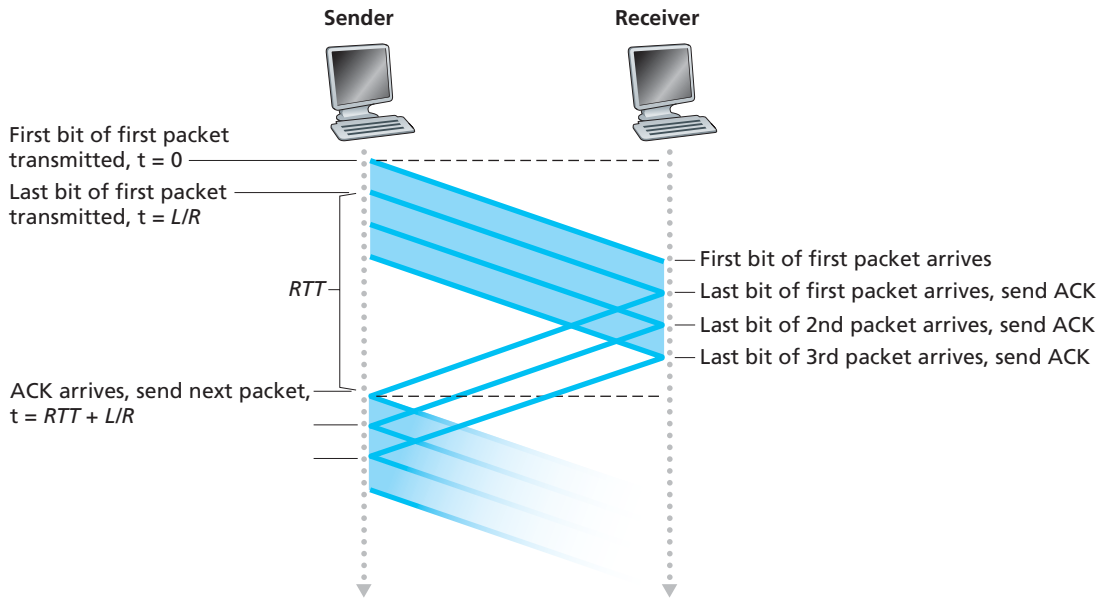 Sender
Receiver
First bit of first packet
transmitted, t = 0
Last bit of first packet
transmitted, t = L/R
First bit of first packet arrives
Last bit of first packet arrives, send ACK
RTT
Last bit of 2nd packet arrives, send ACK
Last bit of 3rd packet arrives, send ACK
ACK arrives, send next packet,
t = RTT + L/R